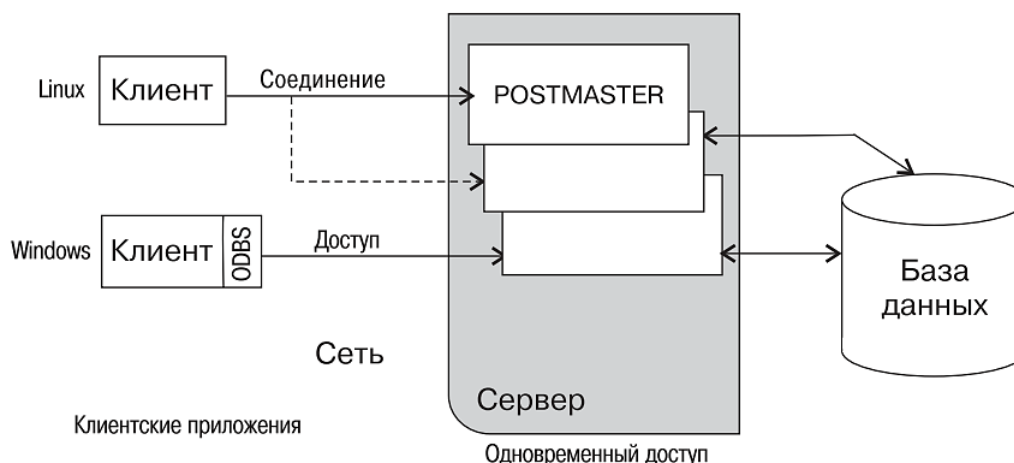 Linux
Клиент
Соединение
POSTMASTER
Windows
Клиент
ODBS
Доступ
База
данных
Сеть
Сервер
Клиентские приложения
Одновременный доступ